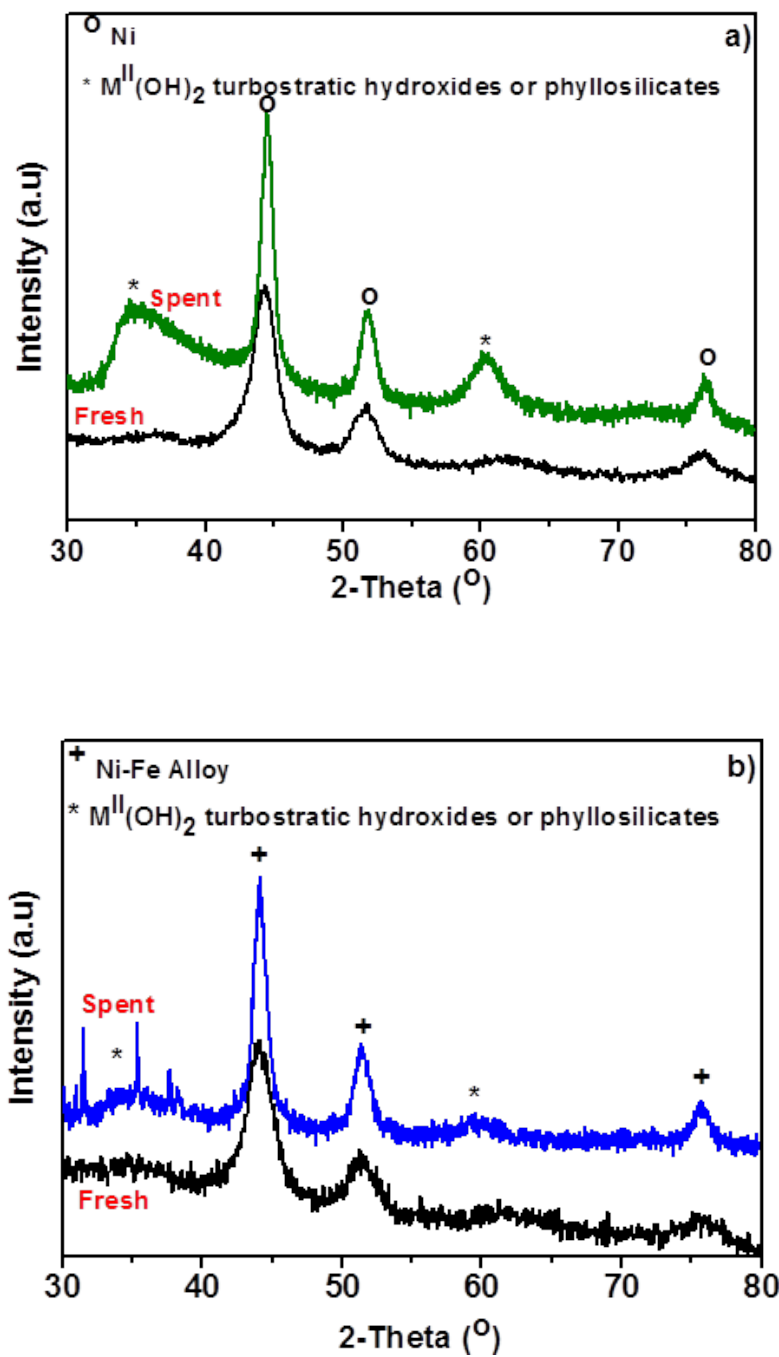 o Ni
a)
* M^II(OH)_2 turbostratic hydroxides or phyllosilicates
o
*
Spent
o
*
o
Fresh
Intensity (a.u)
30 40 50 60 70 80
2-Theta (^O)
+ Ni-Fe Alloy
b)
* M^II(OH)_2 turbostratic hydroxides or phyllosilicates
+
Spent
*
+
*
+
Fresh
Intensity (a.u)
30 40 50 60 70 80
2-Theta (^O)